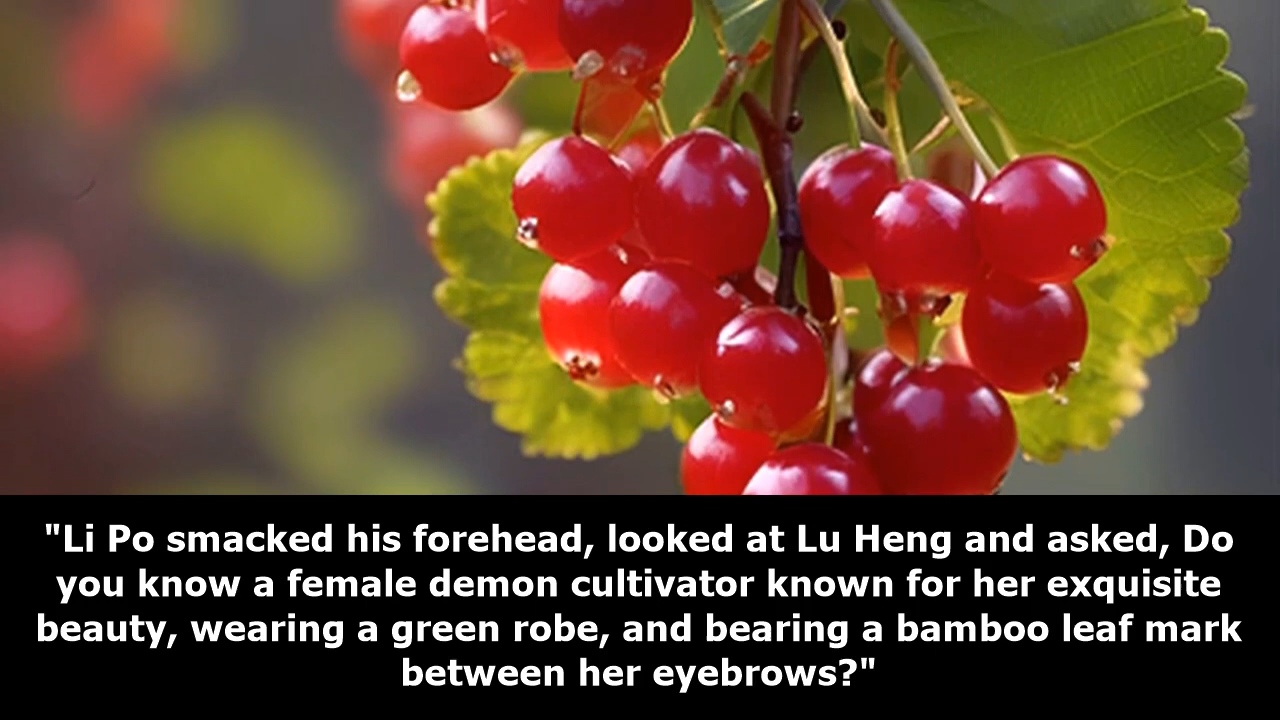 "Li Po smacked his forehead, looked at Lu Heng and asked, Do
you know a female demon cultivator known for her exquisite
beauty, wearing a green robe, and bearing a bamboo leaf mark
between her eyebrows?"